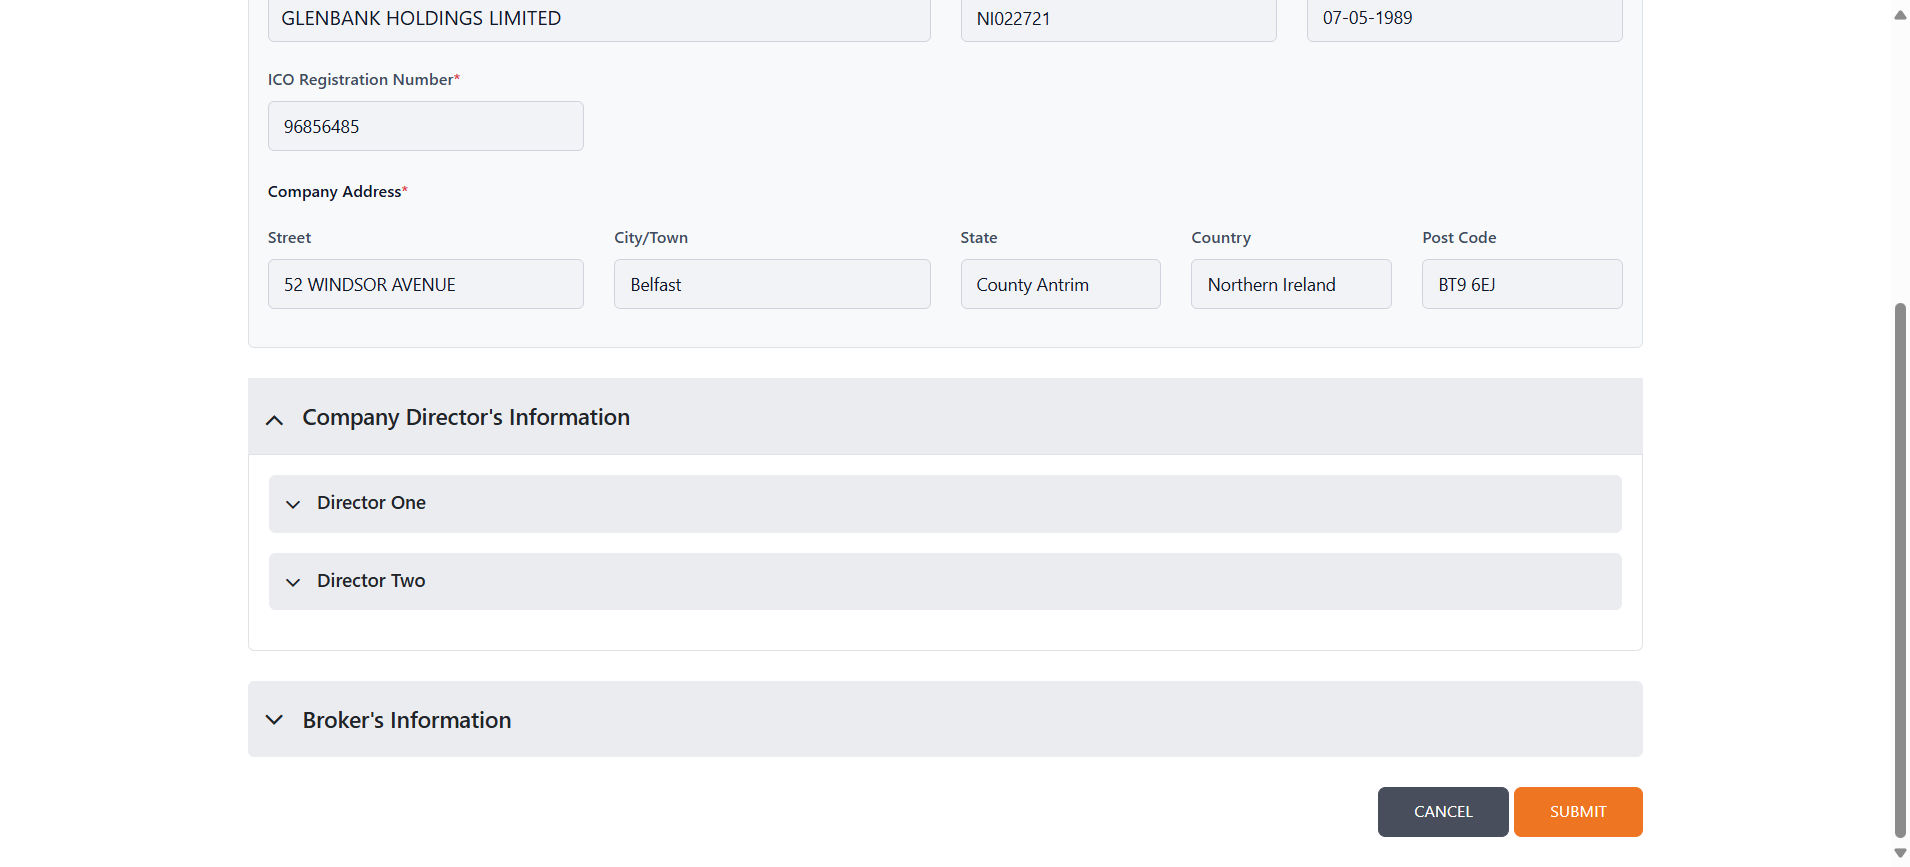 GLENBANK HOLDINGS LIMITED NI022721 07-05-1989
ICO Registration Number*
96856485
Company Address*
Street City/Town State Country Post Code
52 WINDSOR AVENUE Belfast County Antrim Northern Ireland BT9 6EJ
Company Director's Information
Director One
Director Two
Broker's Information
CANCEL SUBMIT